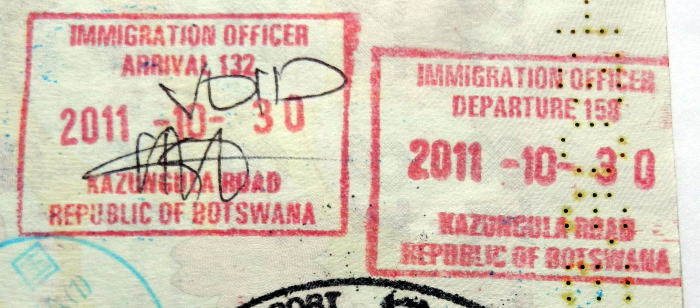 IMMIGRATION OFFICER
ARRIVAL 132
VOID
2011 -10- 30
KAZUNGULA ROAD
REPUBLIC OF BOTSWANA
IMMIGRATION OFFICER
DEPARTURE 158
2011 -10- 30
KAZUNGULA ROAD
REPUBLIC OF BOTSWANA